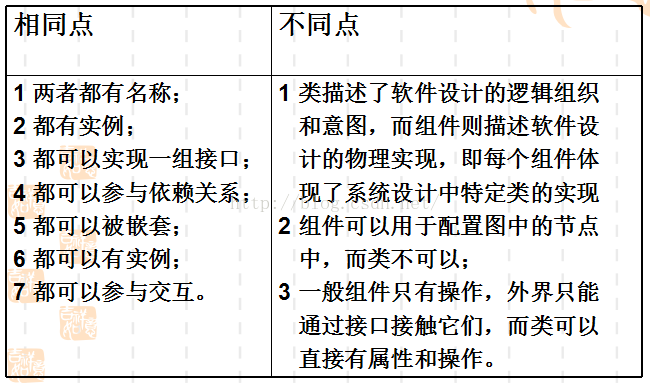 相同点
不同点
1 两者都有名称；
2 都有实例；
3 都可以实现一组接口；
4 都可以参与依赖关系；
5 都可以被嵌套；
6 都可以有实例；
7 都可以参与交互。
1 类描述了软件设计的逻辑组织
和意图，而组件则描述软件设
计的物理实现，即每个组件体
现了系统设计中特定类的实现
2 组件可以用于配置图中的节点
中，而类不可以；
3 一般组件只有操作，外界只能
通过接口接触它们，而类可以
直接有属性和操作。
http://blog.csdn.net/